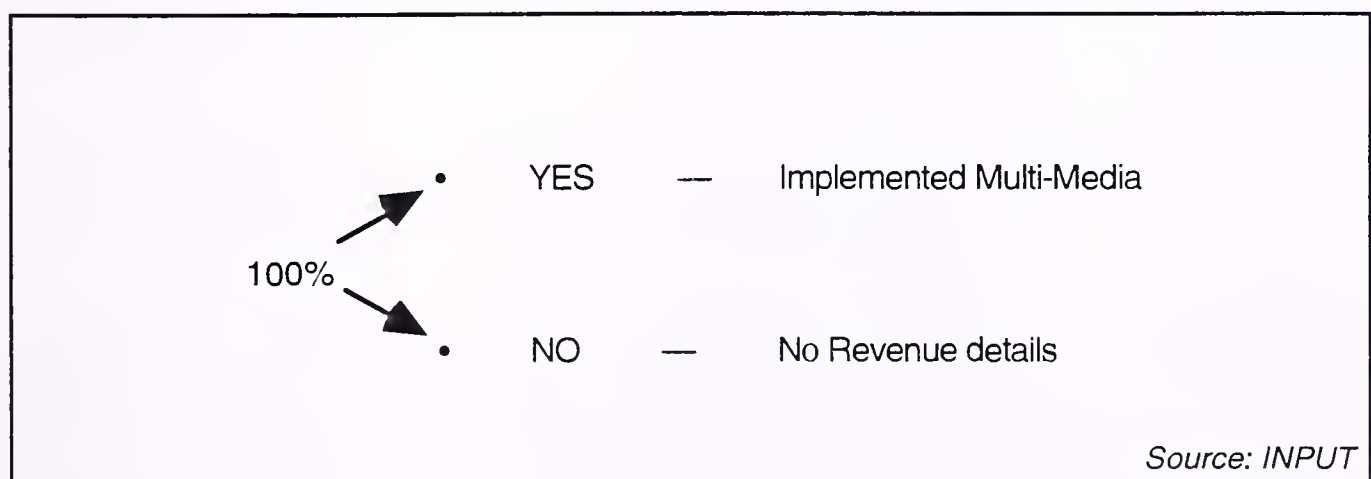 • YES — Implemented Multi-Media
100%
• NO — No Revenue details
Source: INPUT